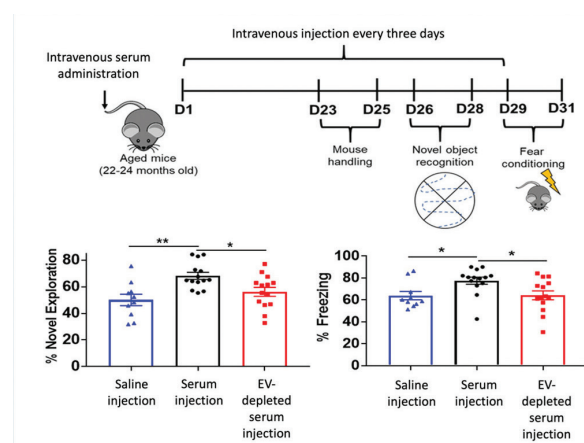 Intravenous injection every three days
Intravenous serum
administration
D1
D23
D25
D26
D28
D29
D31
Aged mice
(22-24 months old)
Mouse
handling
Novel object
recognition
Fear
conditioning
% Novel Exploration
100
80
60
40
20
0
**
*
Saline
injection
Serum
injection
EV-
depleted
serum
injection
% Freezing
100
80
60
40
20
0
*
*
Saline
injection
Serum
injection
EV-
depleted
serum
injection